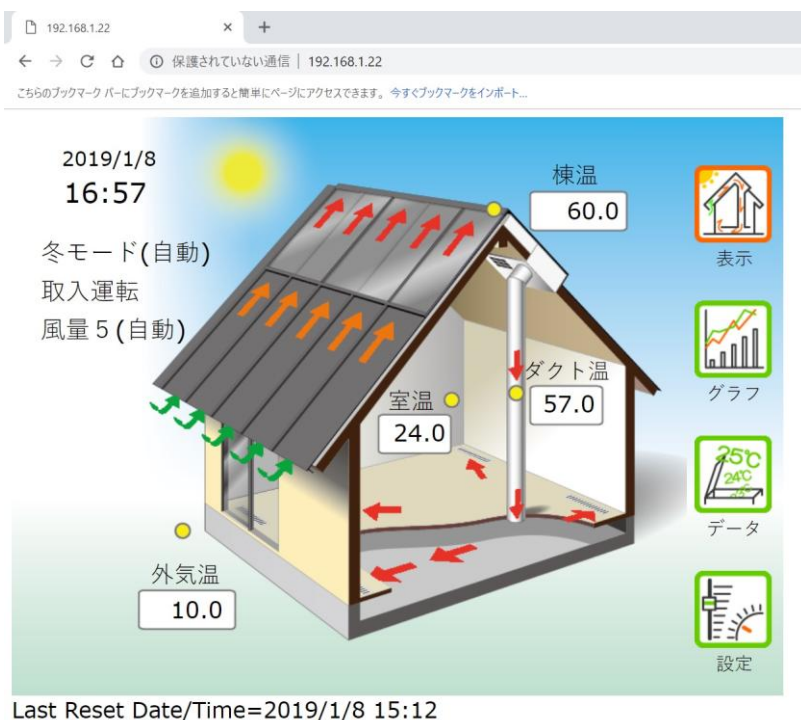 192.168.1.22
保護されていない通信 | 192.168.1.22
こちらのブックマーク バーにブックマークを追加すると簡単にページにアクセスできます。 今すぐブックマークをインポート...
2019/1/8
16:57
冬モード(自動)
取入運転
風量5(自動)
棟温
60.0
ダクト温
57.0
室温
24.0
外気温
10.0
表示
グラフ
25℃
24℃
データ
設定
Last Reset Date/Time=2019/1/8 15:12